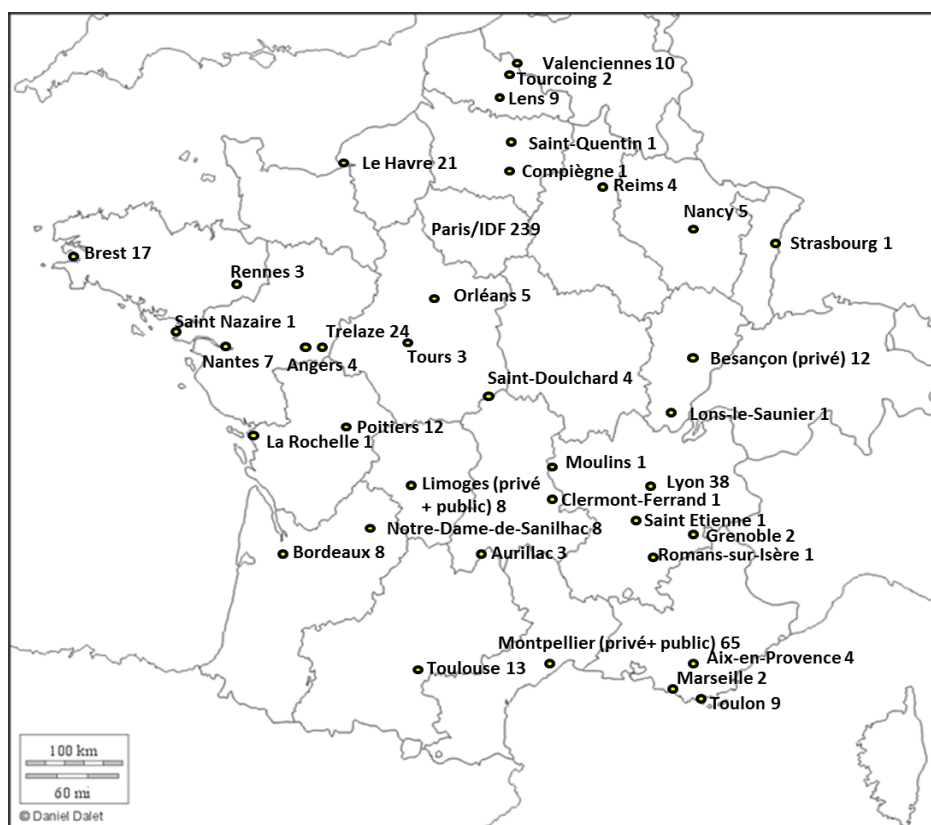 Valenciennes 10
Tourcoing 2
Lens 9
Saint-Quentin 1
Le Havre 21
Compiègne 1
Reims 4
Nancy 5
Paris/IDF 239
Strasbourg 1
Brest 17
Rennes 3
Orléans 5
Saint Nazaire 1
Trelaze 24
Tours 3
Nantes 7
Angers 4
Besançon (privé) 12
Saint-Doulchard 4
Lons-le-Saunier 1
Poitiers 12
La Rochelle 1
Moulins 1
Limoges (privé
+ public) 8
Lyon 38
Clermont-Ferrand 1
Saint Etienne 1
Notre-Dame-de-Sanilhac 8
Grenoble 2
Bordeaux 8
Aurillac 3
Romans-sur-Isère 1
Montpellier (privé+ public) 65
Aix-en-Provence 4
Toulouse 13
Marseille 2
Toulon 9
100 km
60 mi
© Daniel Dalet